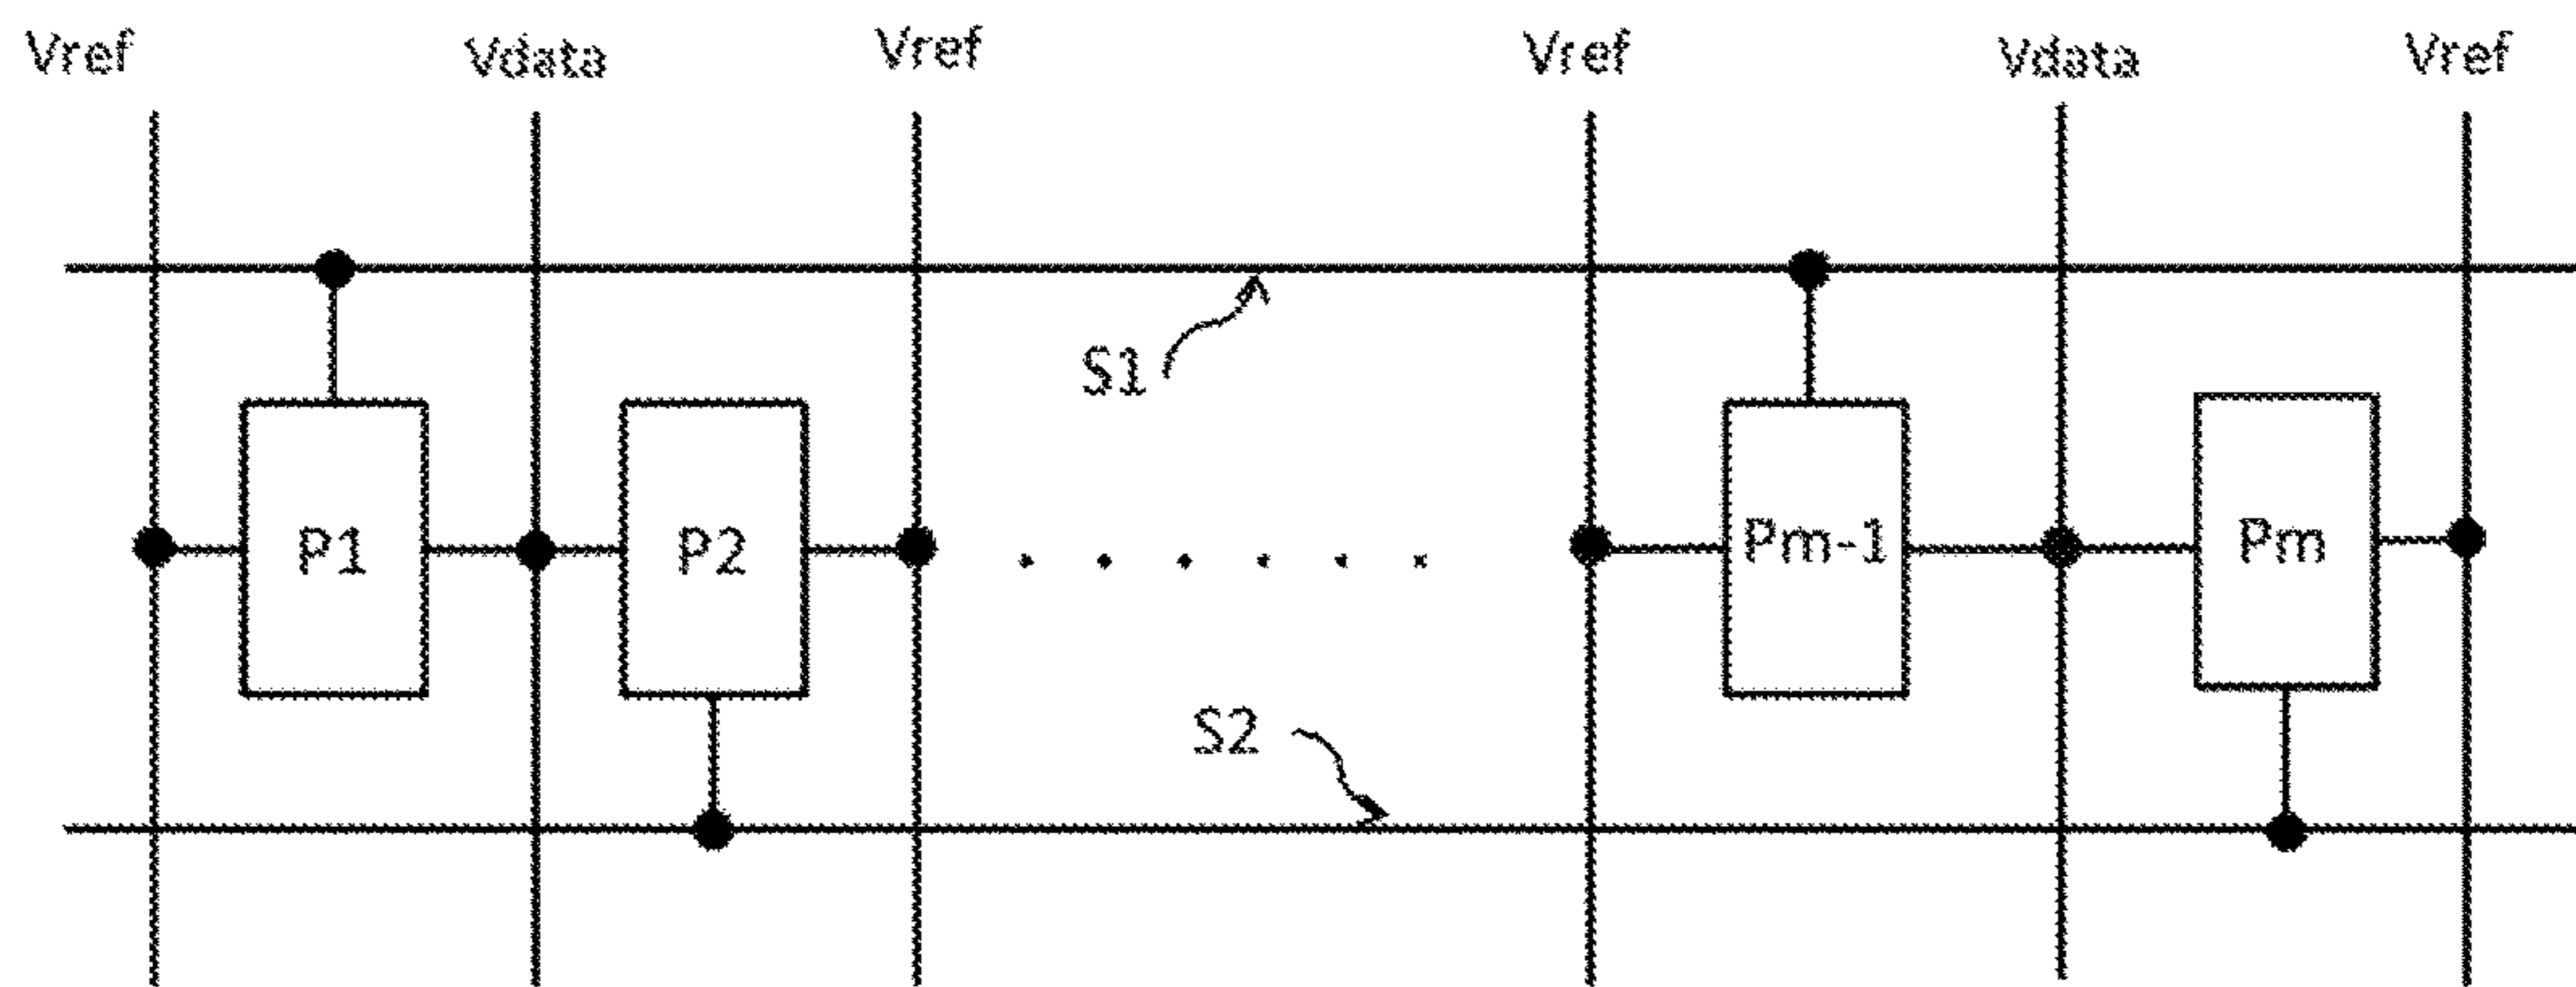 Vref Vdata Vref Vref Vdata Vref
S1
P1 P2 Pm-1 Pm
S2